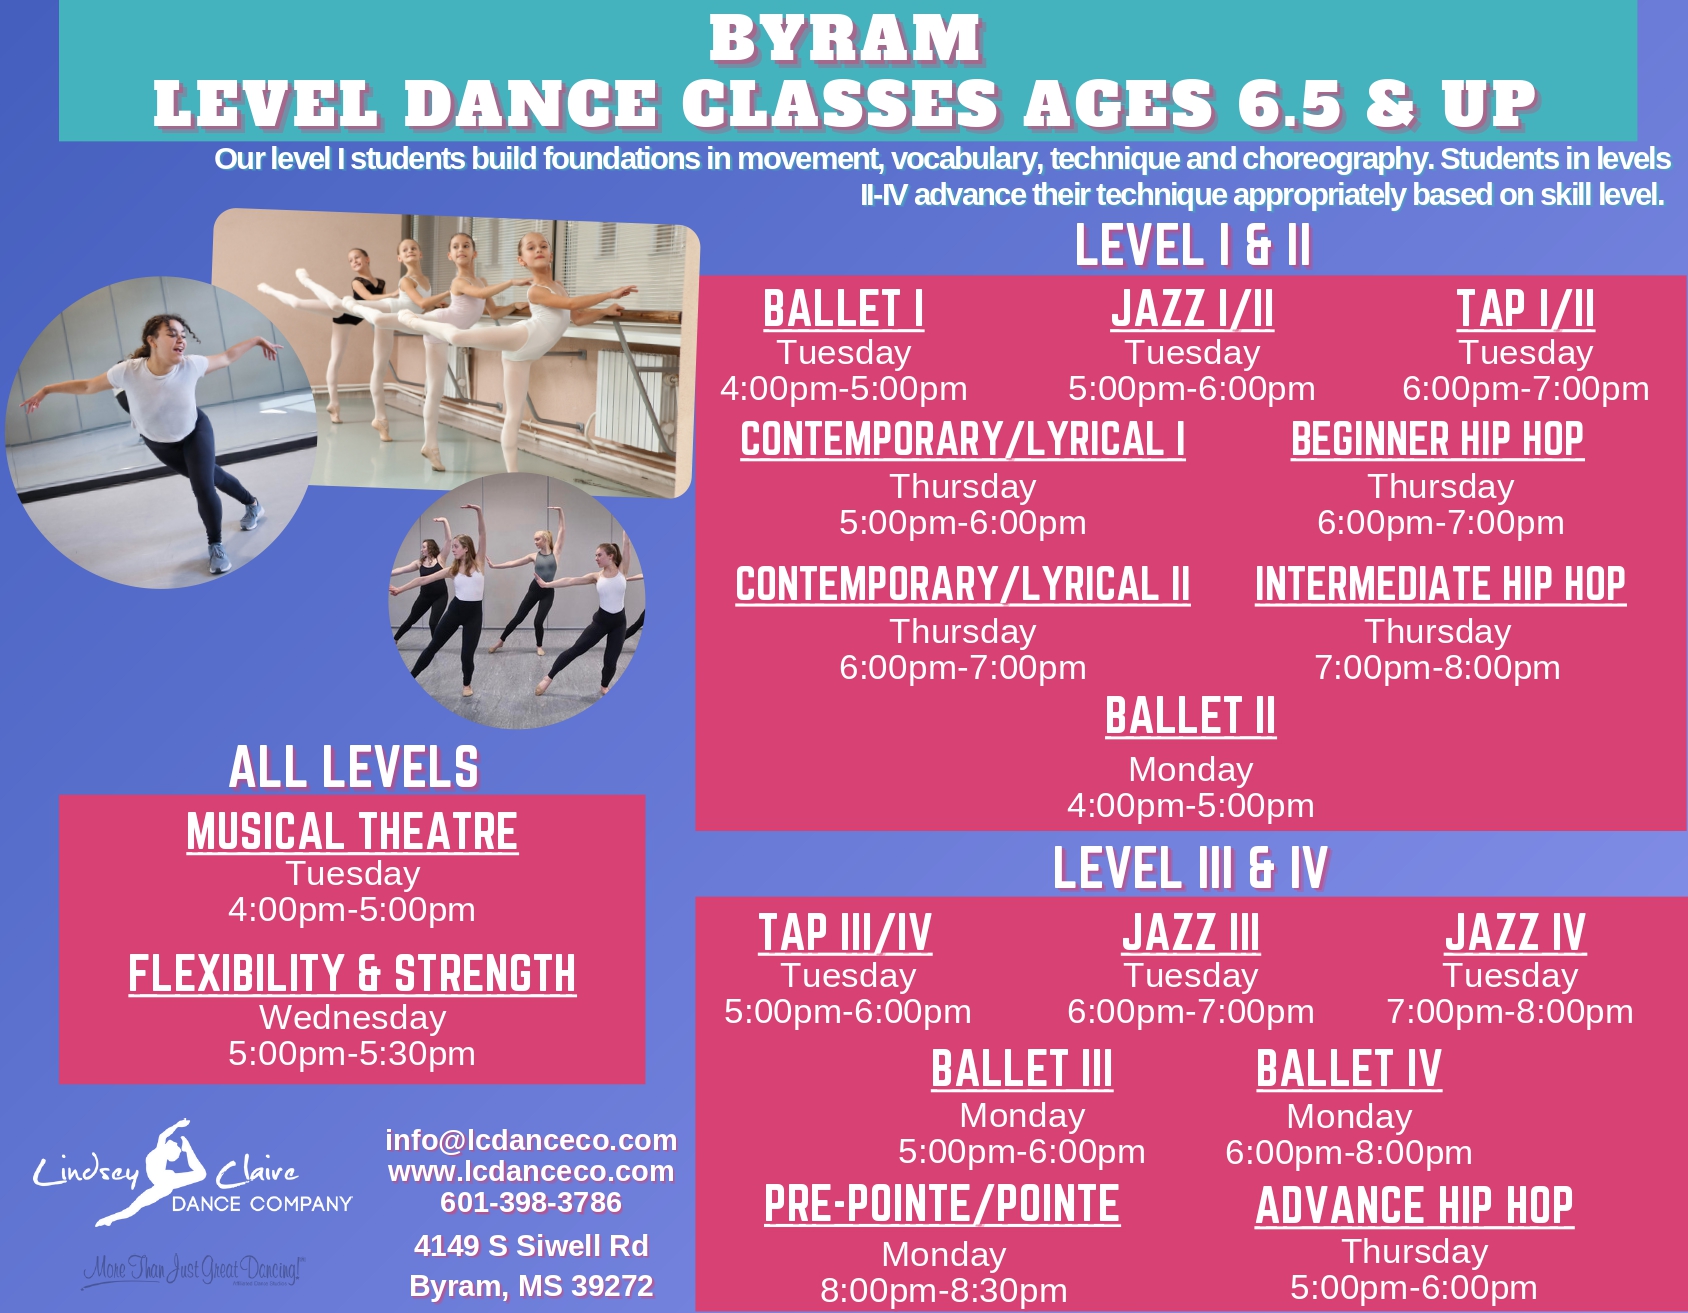 BYRAM
LEVEL DANCE CLASSES AGES 6.5 & UP
Our level I students build foundations in movement, vocabulary, technique and choreography. Students in levels
II-IV advance their technique appropriately based on skill level.
LEVEL I & II
BALLET I
Tuesday
4:00pm-5:00pm
JAZZ I/II
Tuesday
5:00pm-6:00pm
TAP I/II
Tuesday
6:00pm-7:00pm
CONTEMPORARY/LYRICAL I
Thursday
5:00pm-6:00pm
BEGINNER HIP HOP
Thursday
6:00pm-7:00pm
CONTEMPORARY/LYRICAL II
Thursday
6:00pm-7:00pm
INTERMEDIATE HIP HOP
Thursday
7:00pm-8:00pm
BALLET II
Monday
4:00pm-5:00pm
ALL LEVELS
MUSICAL THEATRE
Tuesday
4:00pm-5:00pm
FLEXIBILITY & STRENGTH
Wednesday
5:00pm-5:30pm
LEVEL III & IV
TAP III/IV
Tuesday
5:00pm-6:00pm
JAZZ III
Tuesday
6:00pm-7:00pm
JAZZ IV
Tuesday
7:00pm-8:00pm
BALLET III
Monday
5:00pm-6:00pm
BALLET IV
Monday
6:00pm-8:00pm
PRE-POINTE/POINTE
Monday
8:00pm-8:30pm
ADVANCE HIP HOP
Thursday
5:00pm-6:00pm
Lindsey Claire
DANCE COMPANY
More Than Just Great Dancing!
info@lcdanceco.com
www.lcdanceco.com
601-398-3786
4149 S Siwell Rd
Byram, MS 39272